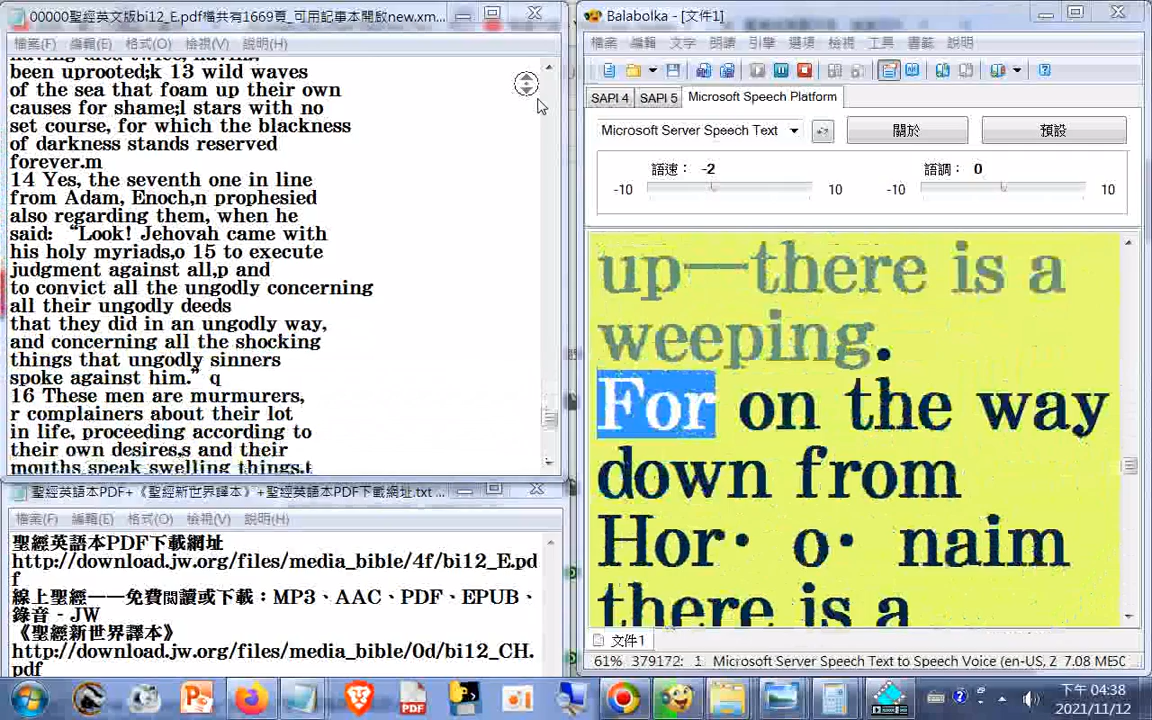 00000聖經英文版bi12_E.pdf檔共有1669頁_可用記事本開啟new.xm...
檔案(F) 編輯(E) 格式(O) 檢視(V) 說明(H)
been uprooted;k 13 wild waves
of the sea that foam up their own
causes for shame;l stars with no
set course, for which the blackness
of darkness stands reserved
forever.m
14 Yes, the seventh one in line
from Adam, Enoch,n prophesied
also regarding them, when he
said: “Look! Jehovah came with
his holy myriads,o 15 to execute
judgment against all,p and
to convict all the ungodly concerning
all their ungodly deeds
that they did in an ungodly way,
and concerning all the shocking
things that ungodly sinners
spoke against him.” q
16 These men are murmurers,
r complainers about their lot
in life, proceeding according to
their own desires,s and their
mouths speak swelling things,t
聖經英語本PDF+《聖經新世界譯本》+聖經英語本PDF下載網址.txt ...
檔案(F) 編輯(E) 格式(O) 檢視(V) 說明(H)
聖經英語本PDF下載網址
http://download.jw.org/files/media_bible/4f/bi12_E.pd
f
線上聖經——免費閱讀或下載：MP3、AAC、PDF、EPUB、
錄音 - JW
《聖經新世界譯本》
http://download.jw.org/files/media_bible/0d/bi12_CH.
pdf
Balabolka - [文件1]
檔案 編輯 文字 朗讀 引擎 選項 檢視 工具 書籤 說明
SAPI 4 SAPI 5 Microsoft Speech Platform
Microsoft Server Speech Text 關於 預設
語速： -2 語調： 0
-10 10 -10 10
up—there is a
weeping.
For on the way
down from
Hor· o· naim
there is a
文件1
61% 379172: 1 Microsoft Server Speech Text to Speech Voice (en-US, Z 7.08 МБ
下午 04:38
2021/11/12